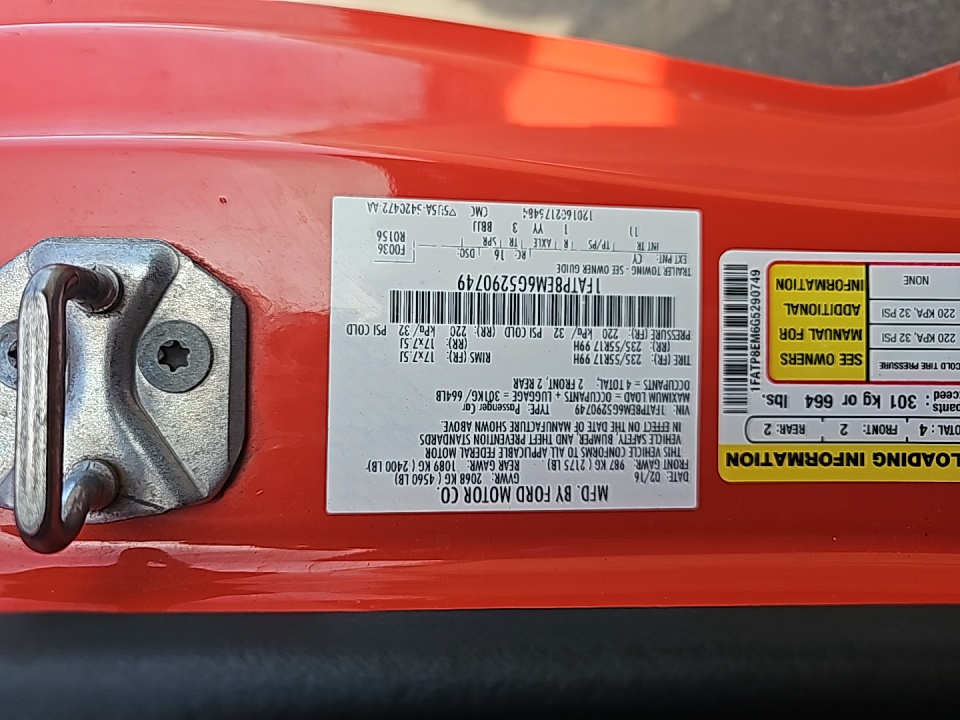 MFD. BY FORD MOTOR CO.
DATE: 02/16 GVWR: 2068 KG ( 4560 LB)
FRONT GAWR: 987 KG ( 2175 LB) REAR GAWR: 1089 KG ( 2400 LB)
THIS VEHICLE CONFORMS TO ALL APPLICABLE FEDERAL MOTOR
VEHICLE SAFETY, BUMPER, AND THEFT PREVENTION STANDARDS
IN EFFECT ON THE DATE OF MANUFACTURE SHOWN ABOVE.
VIN: 1FATP8EM6G5290749 TYPE: Passenger Car
MAXIMUM LOAD = OCCUPANTS + LUGGAGE = 301KG/ 664LB
OCCUPANTS = 4 TOTAL; 2 FRONT, 2 REAR
TIRE (FR): 235/55R17 99H RIMS (FR): 17x7.5J
(RR): 235/55R17 99H (RR): 17x7.5J
PRESSURE (FR): 220 kPa/ 32 PSI COLD (RR): 220 kPa/ 32 PSI COLD
1FATP8EM6G5290749
TRAILER TOWING - SEE OWNER GUIDE
EXT PNT: CY RC: 16 DSO: F0036
INT TR TP/PS R AXLE TR SPR R0156
11 1 YY 3 BBJJ CMC
LOADING INFORMATION
TOTAL : 4 FRONT: 2 REAR: 2
301 kg or 664 lbs.
COLD TIRE PRESSURE
220 KPA, 32 PSI
220 KPA, 32 PSI
NONE
SEE OWNERS
MANUAL FOR
ADDITIONAL
INFORMATION
1FATP8EM6G5290749